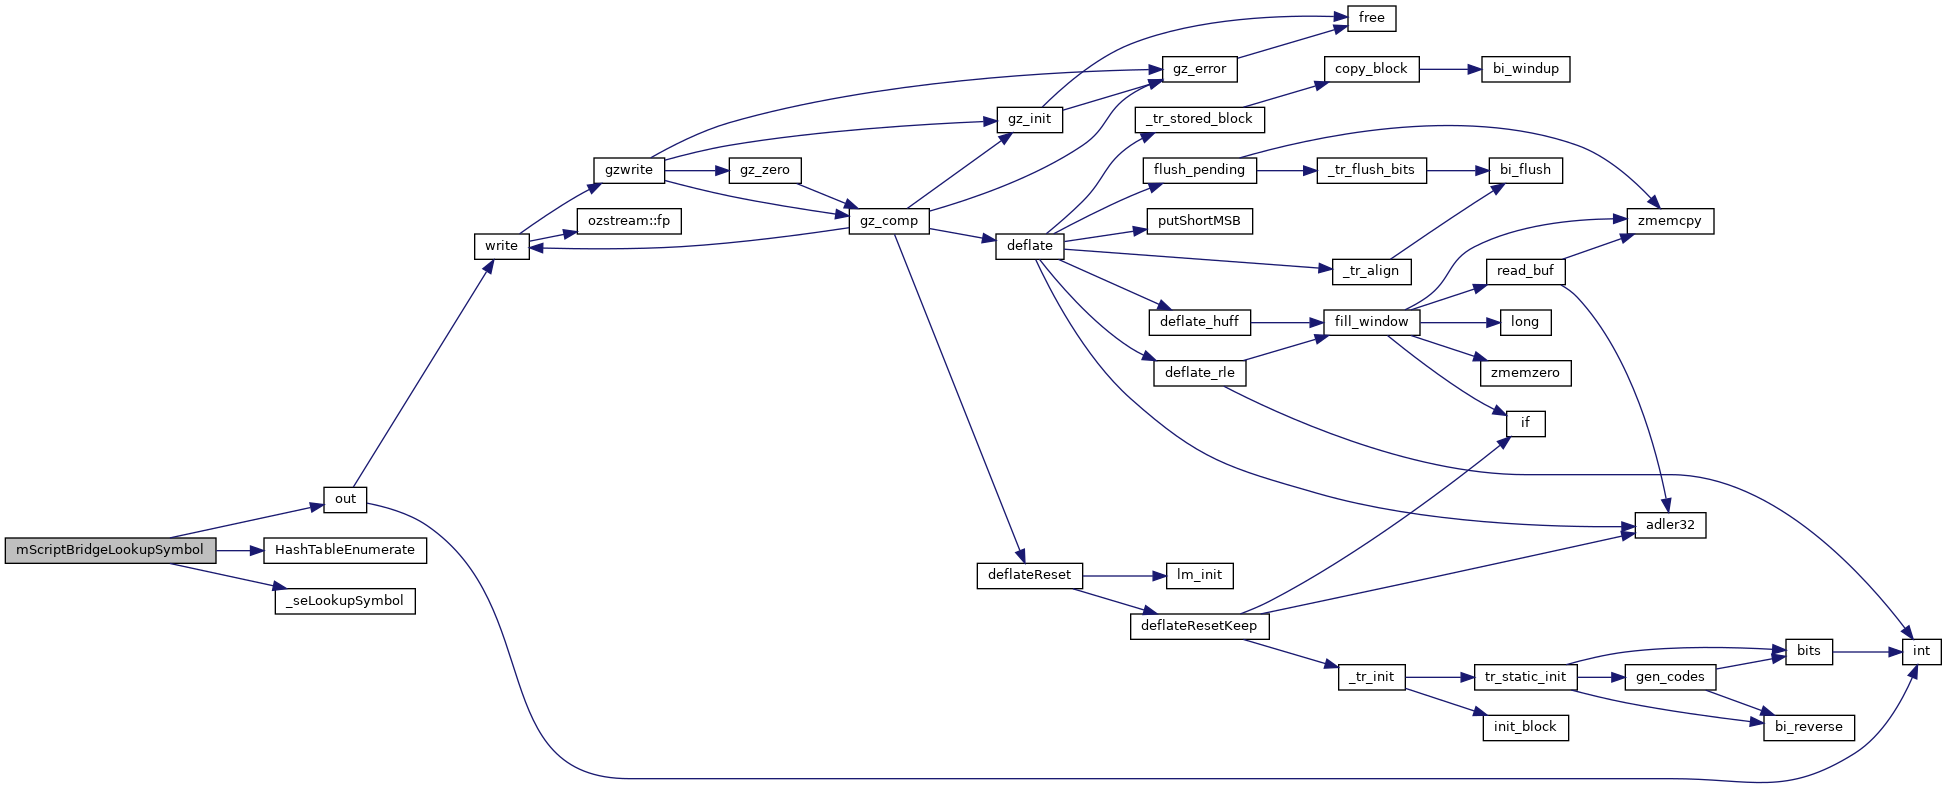 free
gz_error
copy_block
bi_windup
gz_init
_tr_stored_block
gzwrite
gz_zero
flush_pending
_tr_flush_bits
bi_flush
ozstream::fp
gz_comp
putShortMSB
zmemcpy
write
deflate
_tr_align
read_buf
deflate_huff
fill_window
long
deflate_rle
zmemzero
if
out
adler32
mScriptBridgeLookupSymbol
HashTableEnumerate
deflateReset
lm_init
_seLookupSymbol
deflateResetKeep
bits
int
_tr_init
tr_static_init
gen_codes
init_block
bi_reverse